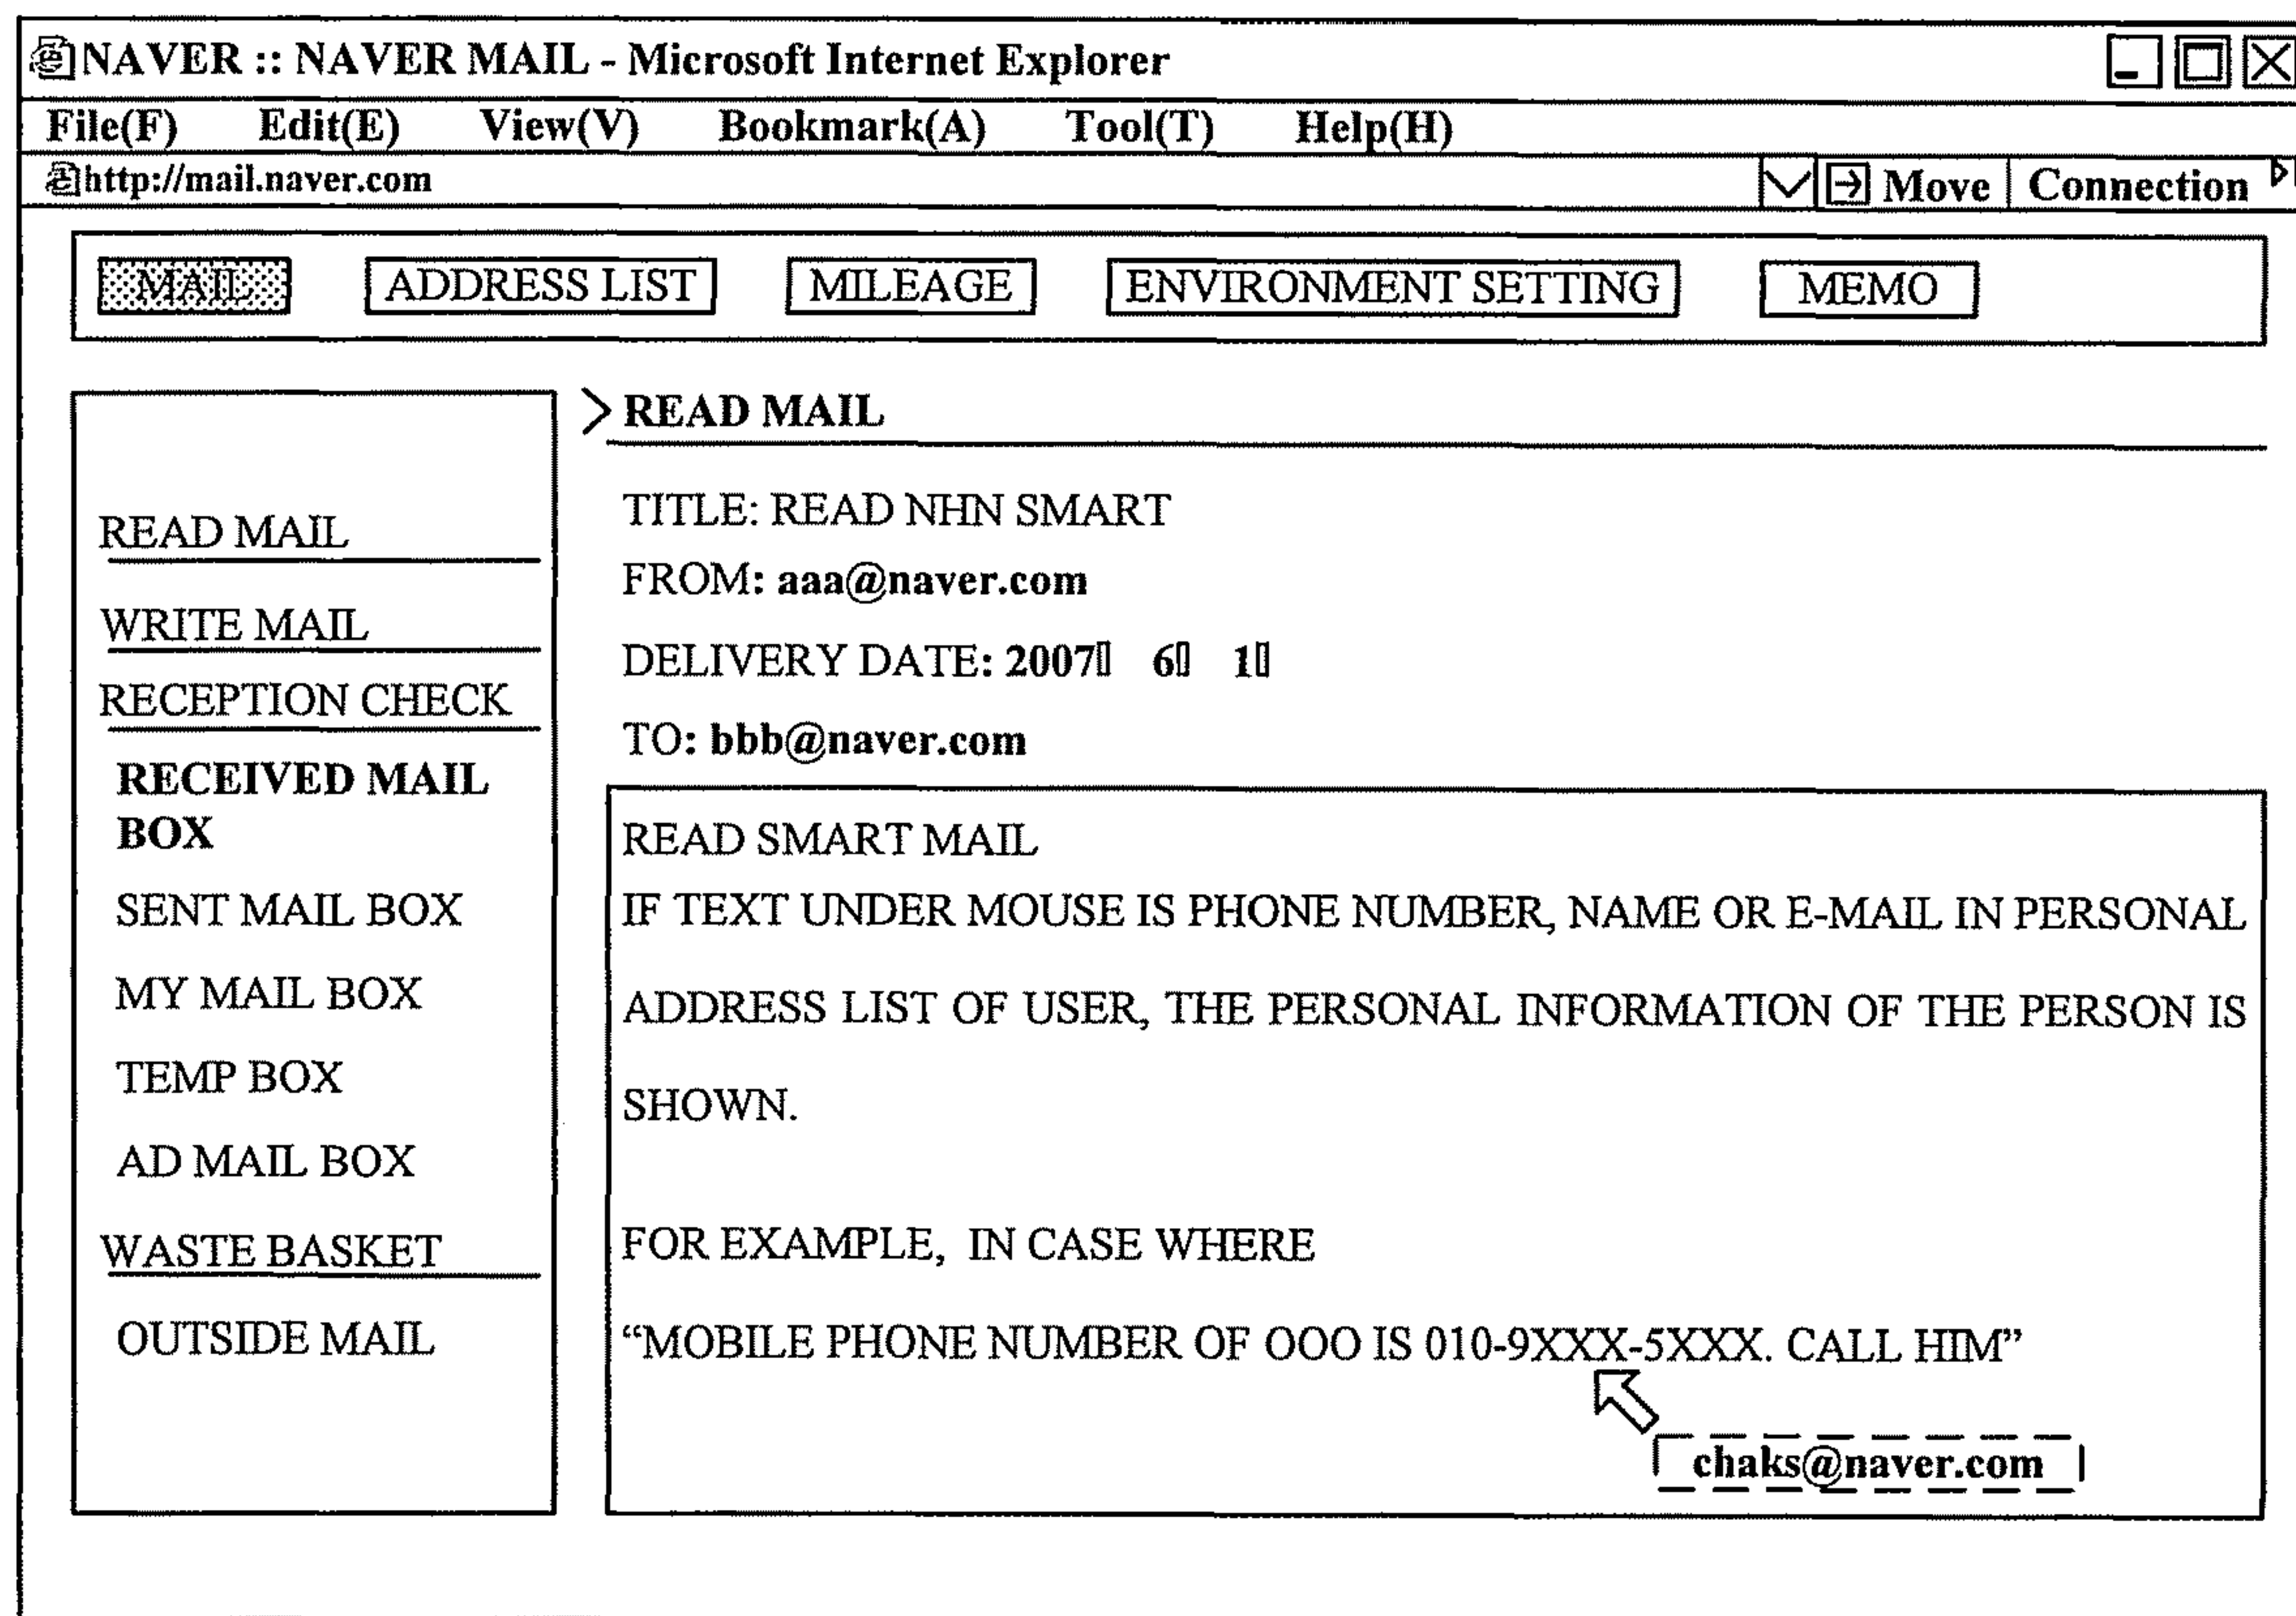 NAVER :: NAVER MAIL - Microsoft Internet Explorer
File(F) Edit(E) View(V) Bookmark(A) Tool(T) Help(H)
http://mail.naver.com Move Connection
MAIL ADDRESS LIST MILEAGE ENVIRONMENT SETTING MEMO
READ MAIL
WRITE MAIL
RECEPTION CHECK
RECEIVED MAIL
BOX
SENT MAIL BOX
MY MAIL BOX
TEMP BOX
AD MAIL BOX
WASTE BASKET
OUTSIDE MAIL
READ MAIL
TITLE: READ NHN SMART
FROM: aaa@naver.com
DELIVERY DATE: 2007▯ 6▯ 1▯
TO: bbb@naver.com
READ SMART MAIL
IF TEXT UNDER MOUSE IS PHONE NUMBER, NAME OR E-MAIL IN PERSONAL
ADDRESS LIST OF USER, THE PERSONAL INFORMATION OF THE PERSON IS
SHOWN.
FOR EXAMPLE, IN CASE WHERE
“MOBILE PHONE NUMBER OF OOO IS 010-9XXX-5XXX. CALL HIM”
chaks@naver.com